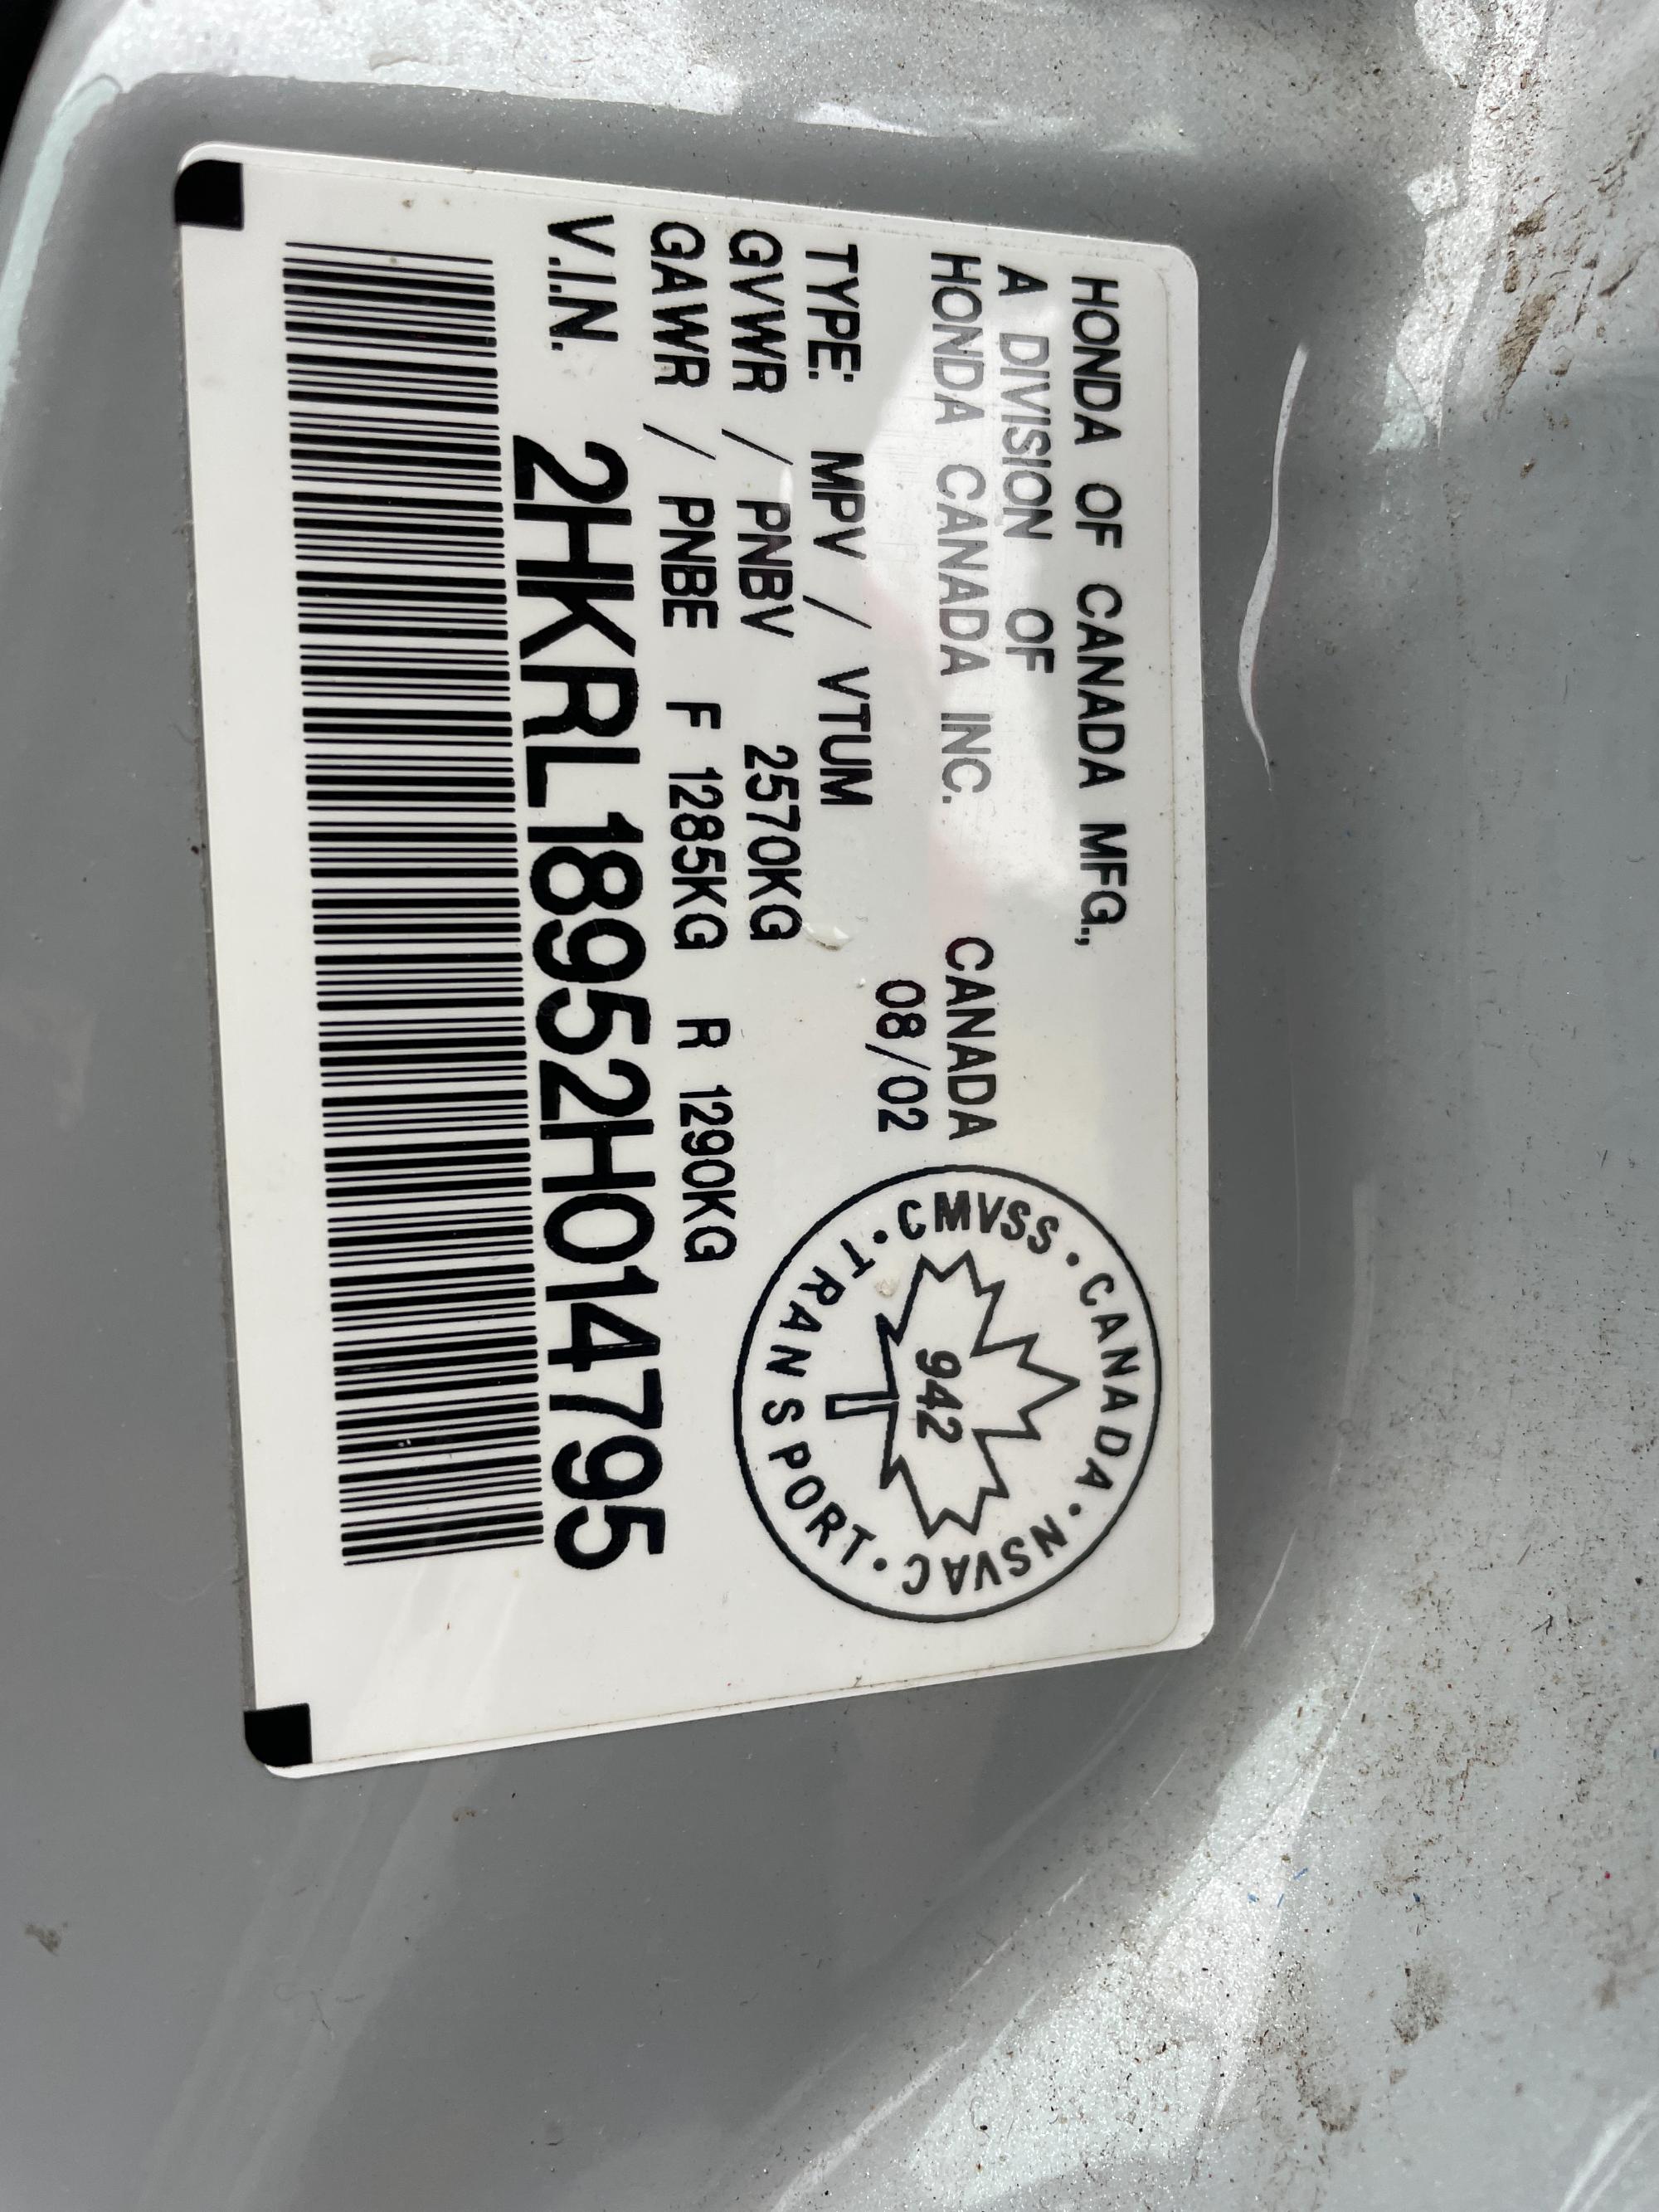 HONDA OF CANADA MFG.,
A DIVISION OF
HONDA CANADA INC. CANADA
08/02
TYPE: MPV / VTUM
GVWR / PNBV 2570KG
GAWR / PNBE F 1285KG R 1290KG
V.I.N. 2HKRL18952H014795
CMVSS • CANADA • NSVAC • TRANSPORT •
942